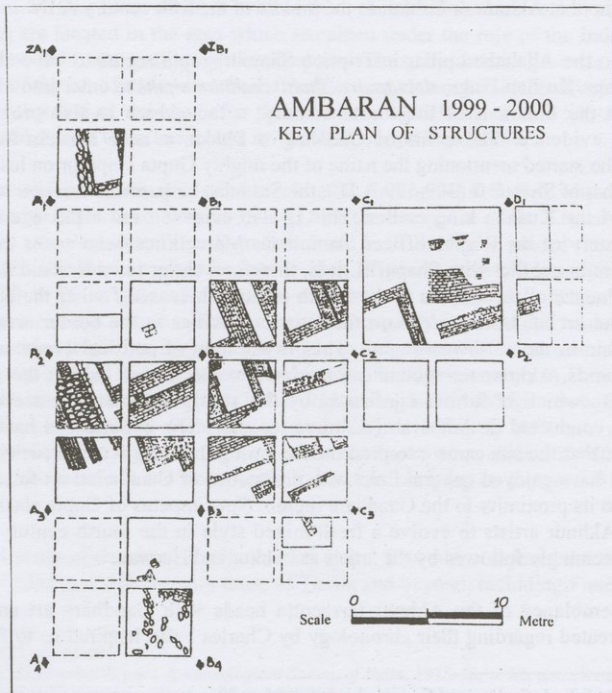 ZA1 ZB1
AMBARAN 1999-2000
KEY PLAN OF STRUCTURES
A1 B1 C1 D1
A2 B2 C2 D2
A3 B3 C3
0 10
Scale Metre
A4 B4